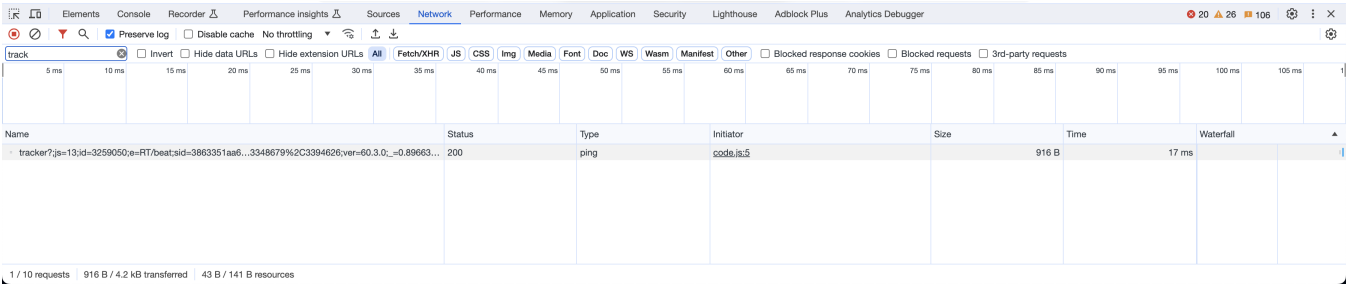 Elements Console Recorder Performance insights Sources Network Performance Memory Application Security Lighthouse Adblock Plus Analytics Debugger 20 26 106
Preserve log Disable cache No throttling
track Invert Hide data URLs Hide extension URLs All Fetch/XHR JS CSS Img Media Font Doc WS Wasm Manifest Other Blocked response cookies Blocked requests 3rd-party requests
5 ms 10 ms 15 ms 20 ms 25 ms 30 ms 35 ms 40 ms 45 ms 50 ms 55 ms 60 ms 65 ms 70 ms 75 ms 80 ms 85 ms 90 ms 95 ms 100 ms 105 ms 1
Name Status Type Initiator Size Time Waterfall
tracker?;js=13;id=3259050;e=RT/beat;sid=3863351aa6...3348679%2C3394626;ver=60.3.0;_=0.89663... 200 ping code.js:5 916 B 17 ms
1 / 10 requests 916 B / 4.2 kB transferred 43 B / 141 B resources